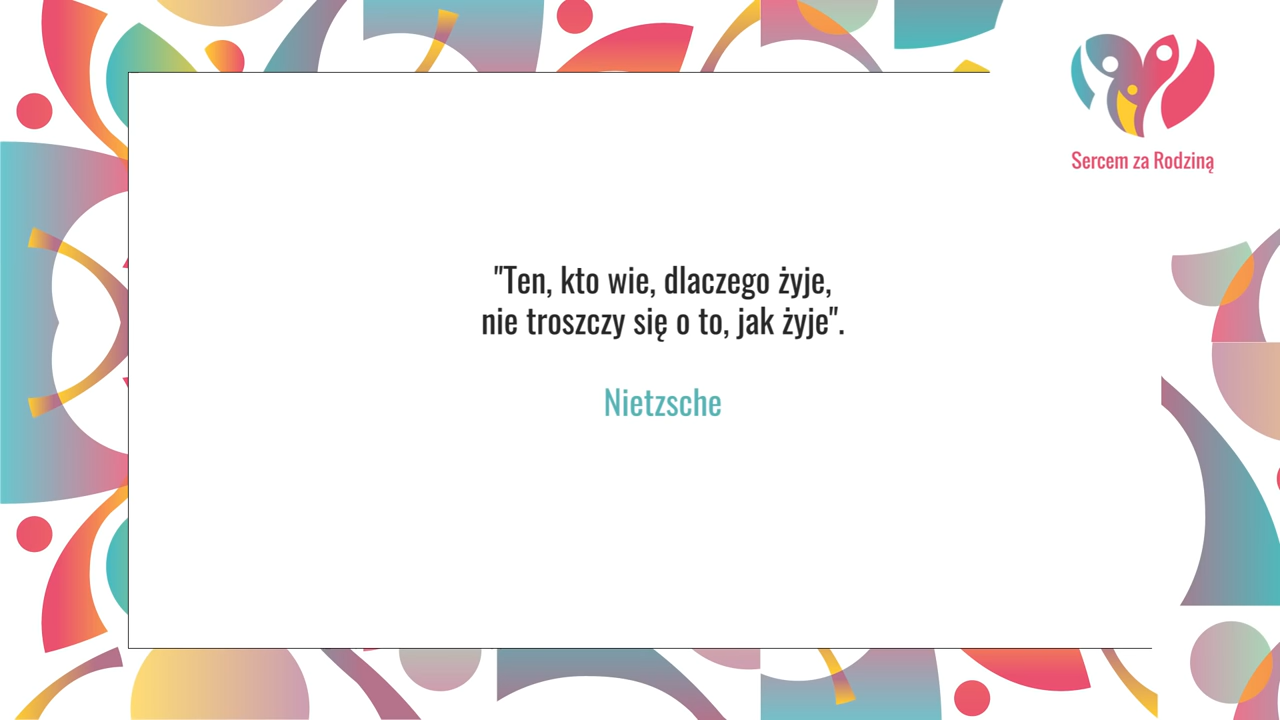 Sercem za Rodziną
"Ten, kto wie, dlaczego żyje,
nie troszczy się o to, jak żyje".
Nietzsche